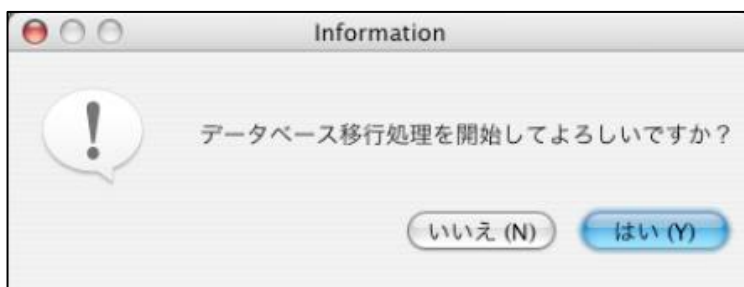 Information
データベース移行処理を開始してよろしいですか？
いいえ (N) はい (Y)